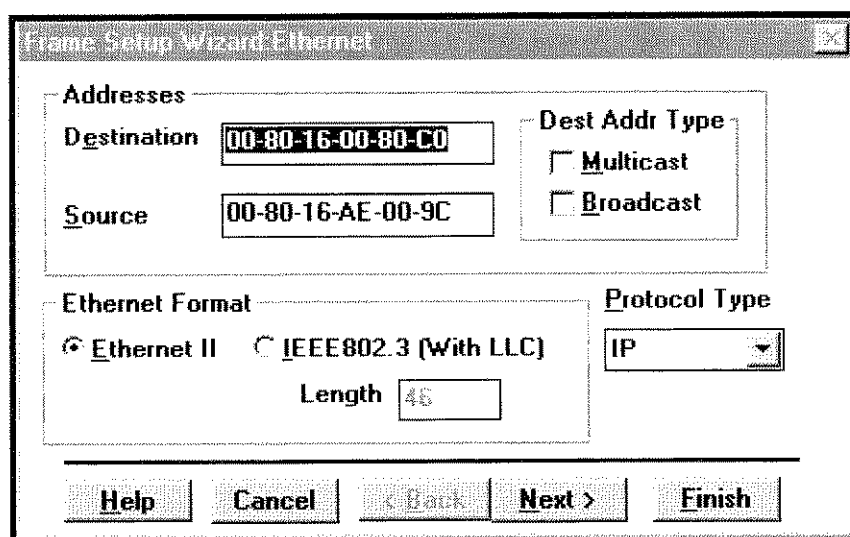 Frame Setup Wizard Ethernet
Addresses
Destination 00-80-16-00-80-C0
Dest Addr Type
Multicast
Source 00-80-16-AE-00-9C
Broadcast
Ethernet Format
Protocol Type
Ethernet II IEEE802.3 (With LLC)
IP
Length 46
Help Cancel < Back Next > Finish